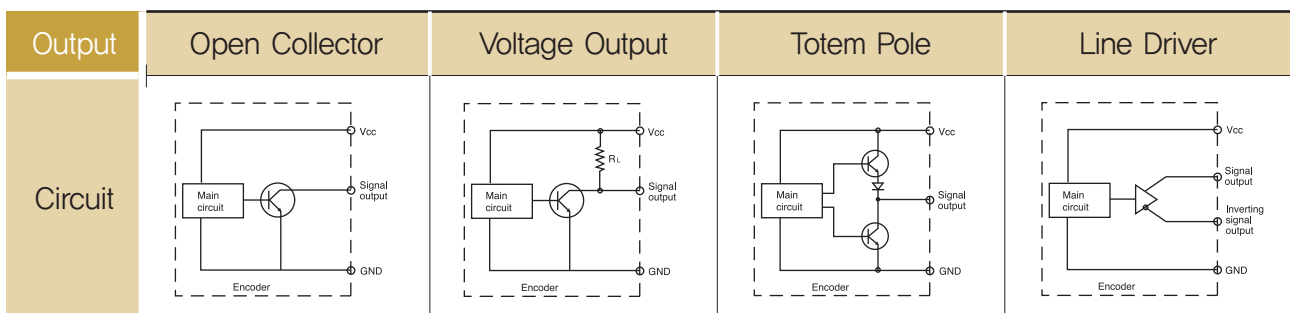 Output
Open Collector
Voltage Output
Totem Pole
Line Driver
Circuit
Vcc
Main
circuit
Signal
output
GND
Encoder
Vcc
RL
Main
circuit
Signal
output
GND
Encoder
Vcc
Main
circuit
Signal
output
GND
Encoder
Vcc
Main
circuit
Signal
output
Inverting
signal
output
GND
Encoder